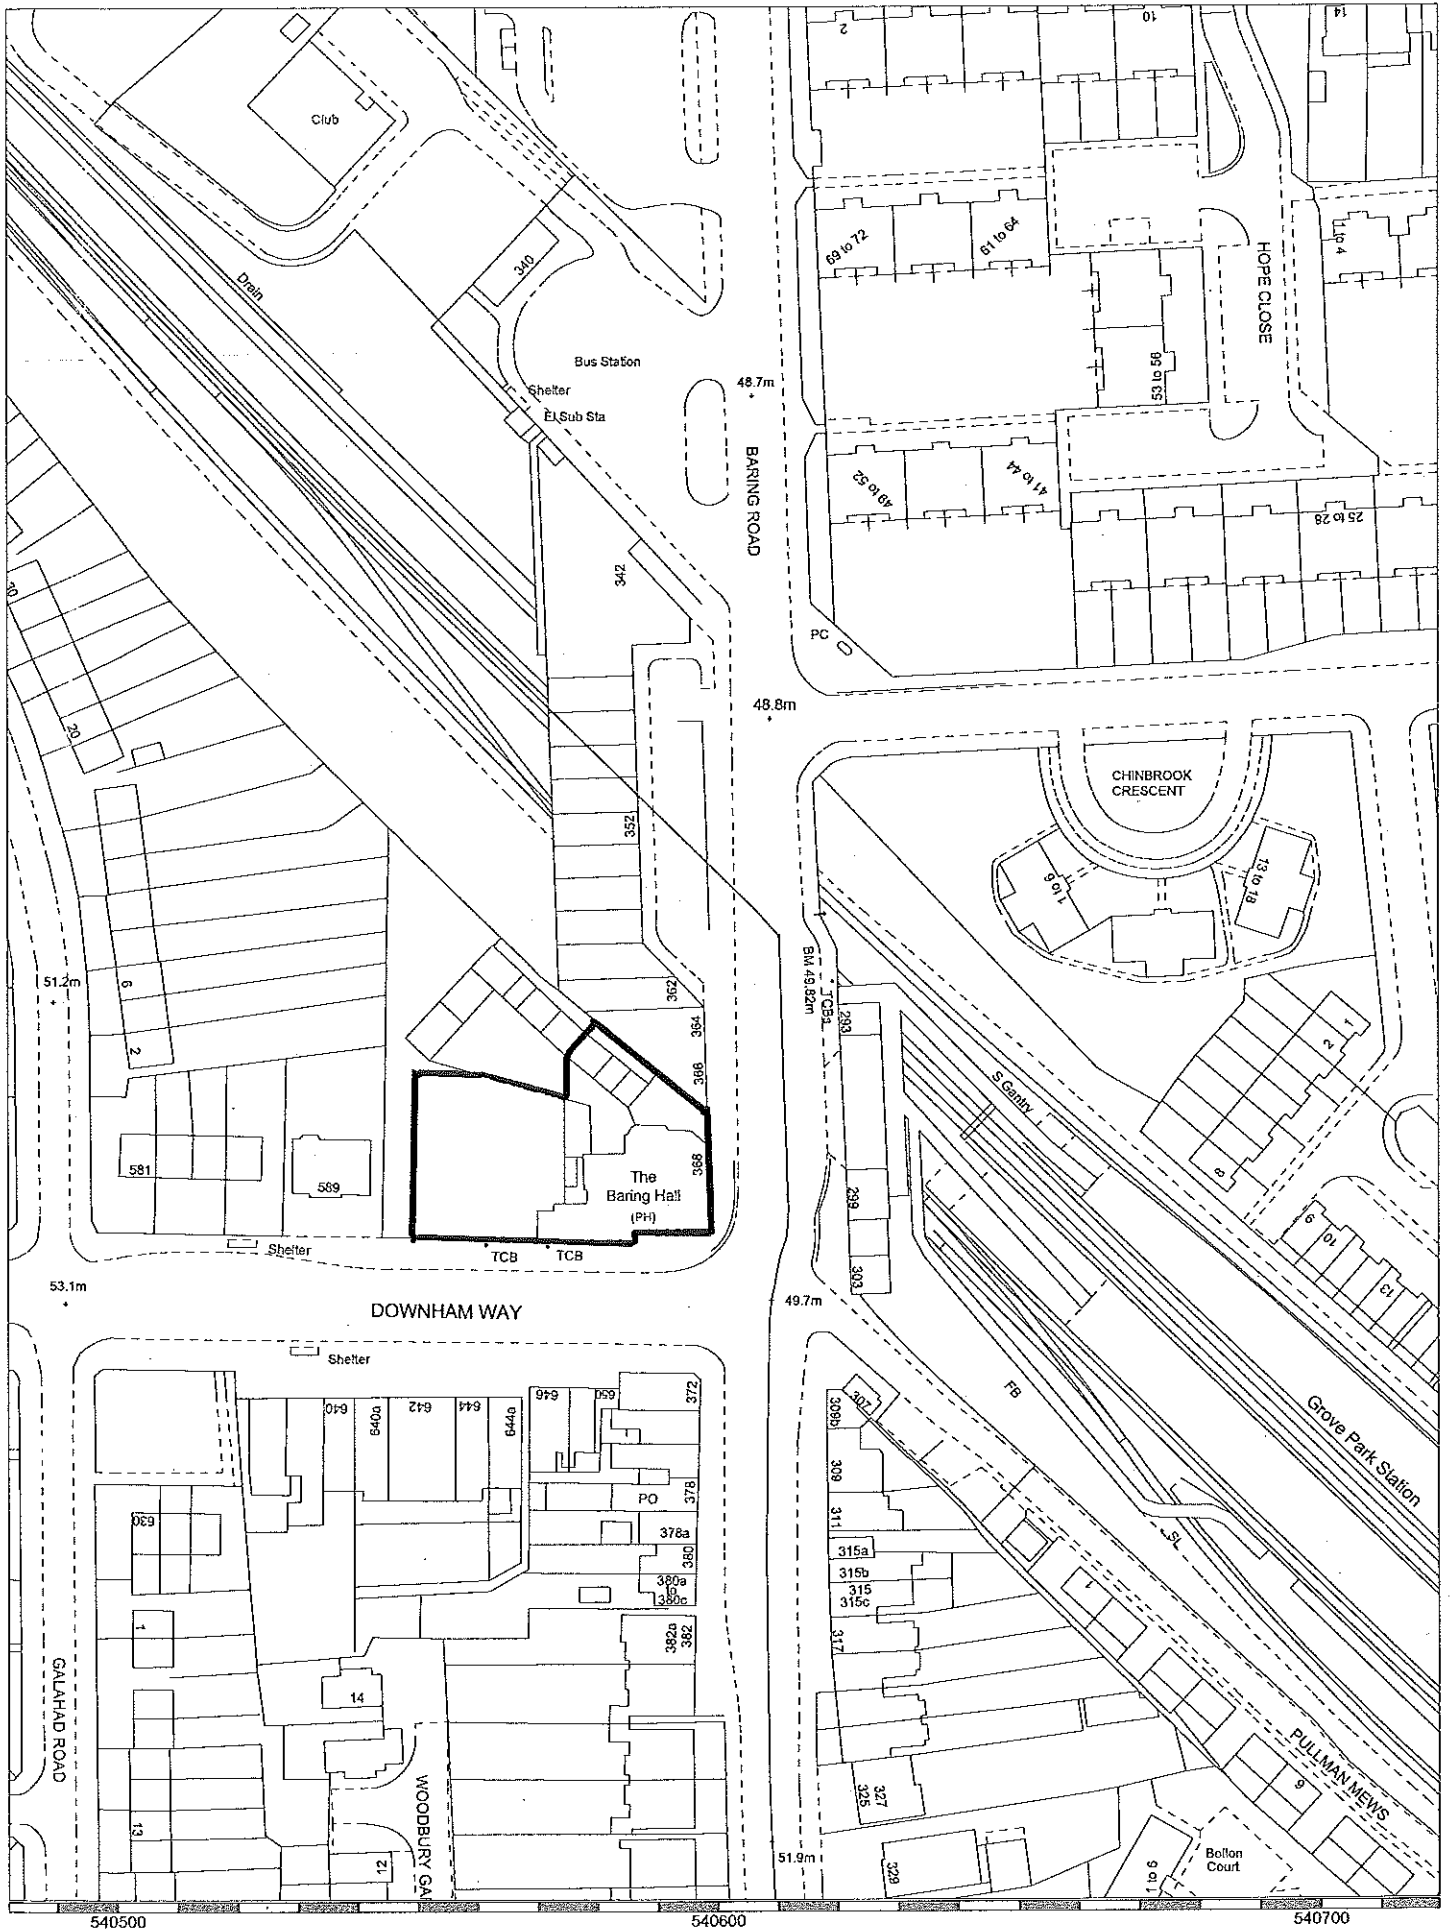 2
10
14
Club
69 to 72
61 to 64
1 to 4
340
HOPE CLOSE
Drain
Bus Station
53 to 56
48.7m
Shelter
El Sub Sta
BARING ROAD
49 to 52
41 to 44
25 to 28
342
PC
48.8m
20
CHINBROOK
CRESCENT
352
1 to 6
13 to 18
51.2m
6
362
BM 49.82m
TCBs
293
364
1
2
2
366
S Gantry
581
589
The
Baring Hall
(PH)
368
8
299
9
10
13
Shelter
TCB
TCB
303
53.1m
49.7m
DOWNHAM WAY
Shelter
FB
Grove Park Station
640
640a
642
644
644a
646
650
372
307
309b
309
630
PO
378
311
378a
380
315a
315b
315
315c
380a
to
380c
SL
1
1
382a
382
317
GALAHAD ROAD
14
PULLMAN MEWS
WOODBURY GA
327
325
9
13
12
51.9m
329
Bolton
Court
1 to 6
540500
540600
540700